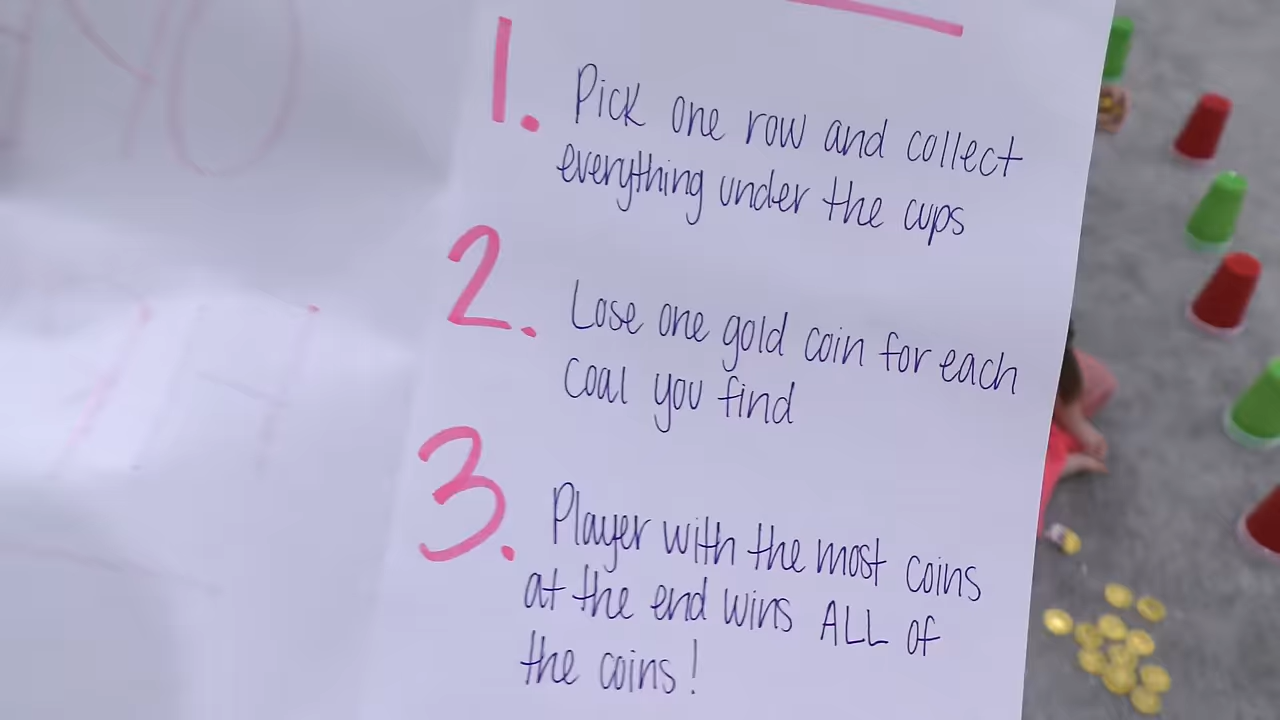 1. Pick one row and collect
everything under the cups
2. Lose one gold coin for each
coal you find
3. Player with the most coins
at the end wins ALL of
the coins!